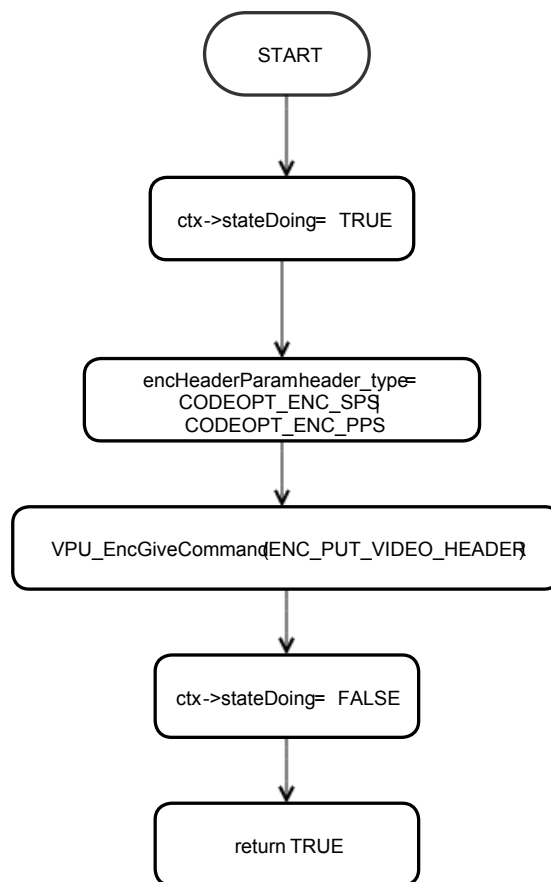 START
ctx->stateDoing= TRUE
encHeaderParamheader_type=
CODEOPT_ENC_SPS|
CODEOPT_ENC_PPS
VPU_EncGiveCommand(ENC_PUT_VIDEO_HEADER)
ctx->stateDoing= FALSE
return TRUE